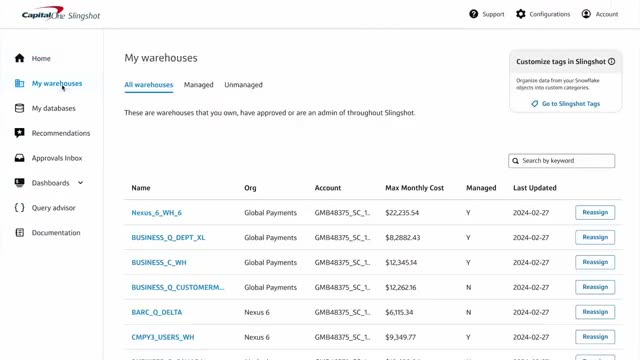 Capital One Slingshot
Support
Configurations
Account
Home
My warehouses
My databases
Recommendations
Approvals Inbox
Dashboards
Query advisor
Documentation
My warehouses
All warehouses Managed Unmanaged
These are warehouses that you own, have approved or are an admin of throughout Slingshot.
Customize tags in Slingshot
Organize data from your Snowflake
objects into custom categories.
Go to Slingshot Tags
Search by keyword
Name Org Account Max Monthly Cost Managed Last Updated
Nexus_6_WH_6 Global Payments GMB48375_SC_1.. $22,235.54 Y 2024-02-27 Reassign
BUSINESS_Q_DEPT_XL Global Payments GMB48375_SC_1.. $8,2882.43 Y 2024-02-27 Reassign
BUSINESS_C_WH Global Payments GMB48375_SC_1.. $12,345.14 Y 2024-02-27 Reassign
BUSINESS_Q_CUSTOMERM... Global Payments GMB48375_SC_1.. $12,262.16 N 2024-02-27 Reassign
BARC_Q_DELTA Nexus 6 GMB48375_SC_1.. $6,115.34 N 2024-02-27 Reassign
CMPY3_USERS_WH Nexus 6 GMB48375_SC_1.. $9,349.77 Y 2024-02-27 Reassign